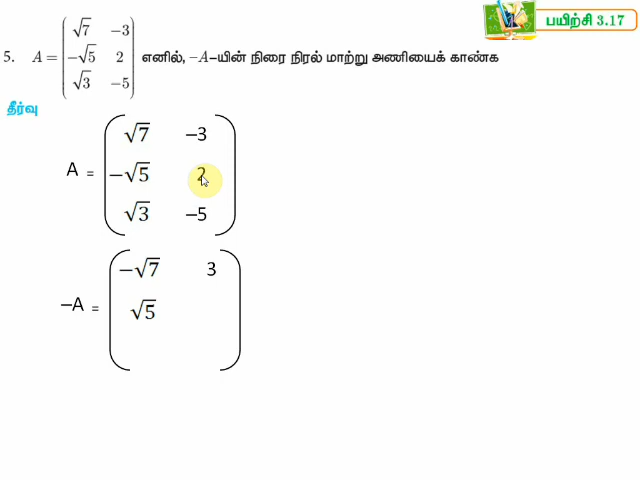 பயிற்சி 3.17
5. A = ( √7 −3
−√5 2
√3 −5 ) எனில், −A−யின் நிரை நிரல் மாற்று அணியைக் காண்க
தீர்வு
√7 −3
A = −√5 2
√3 −5
−√7 3
−A = √5